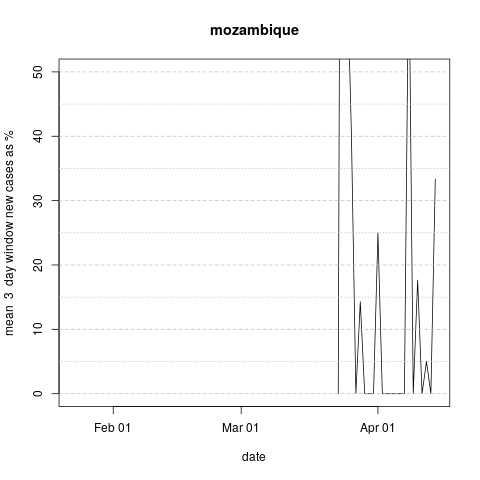 mozambique
mean 3 day window new cases as %
50
40
30
20
10
0
Feb 01
Mar 01
Apr 01
date